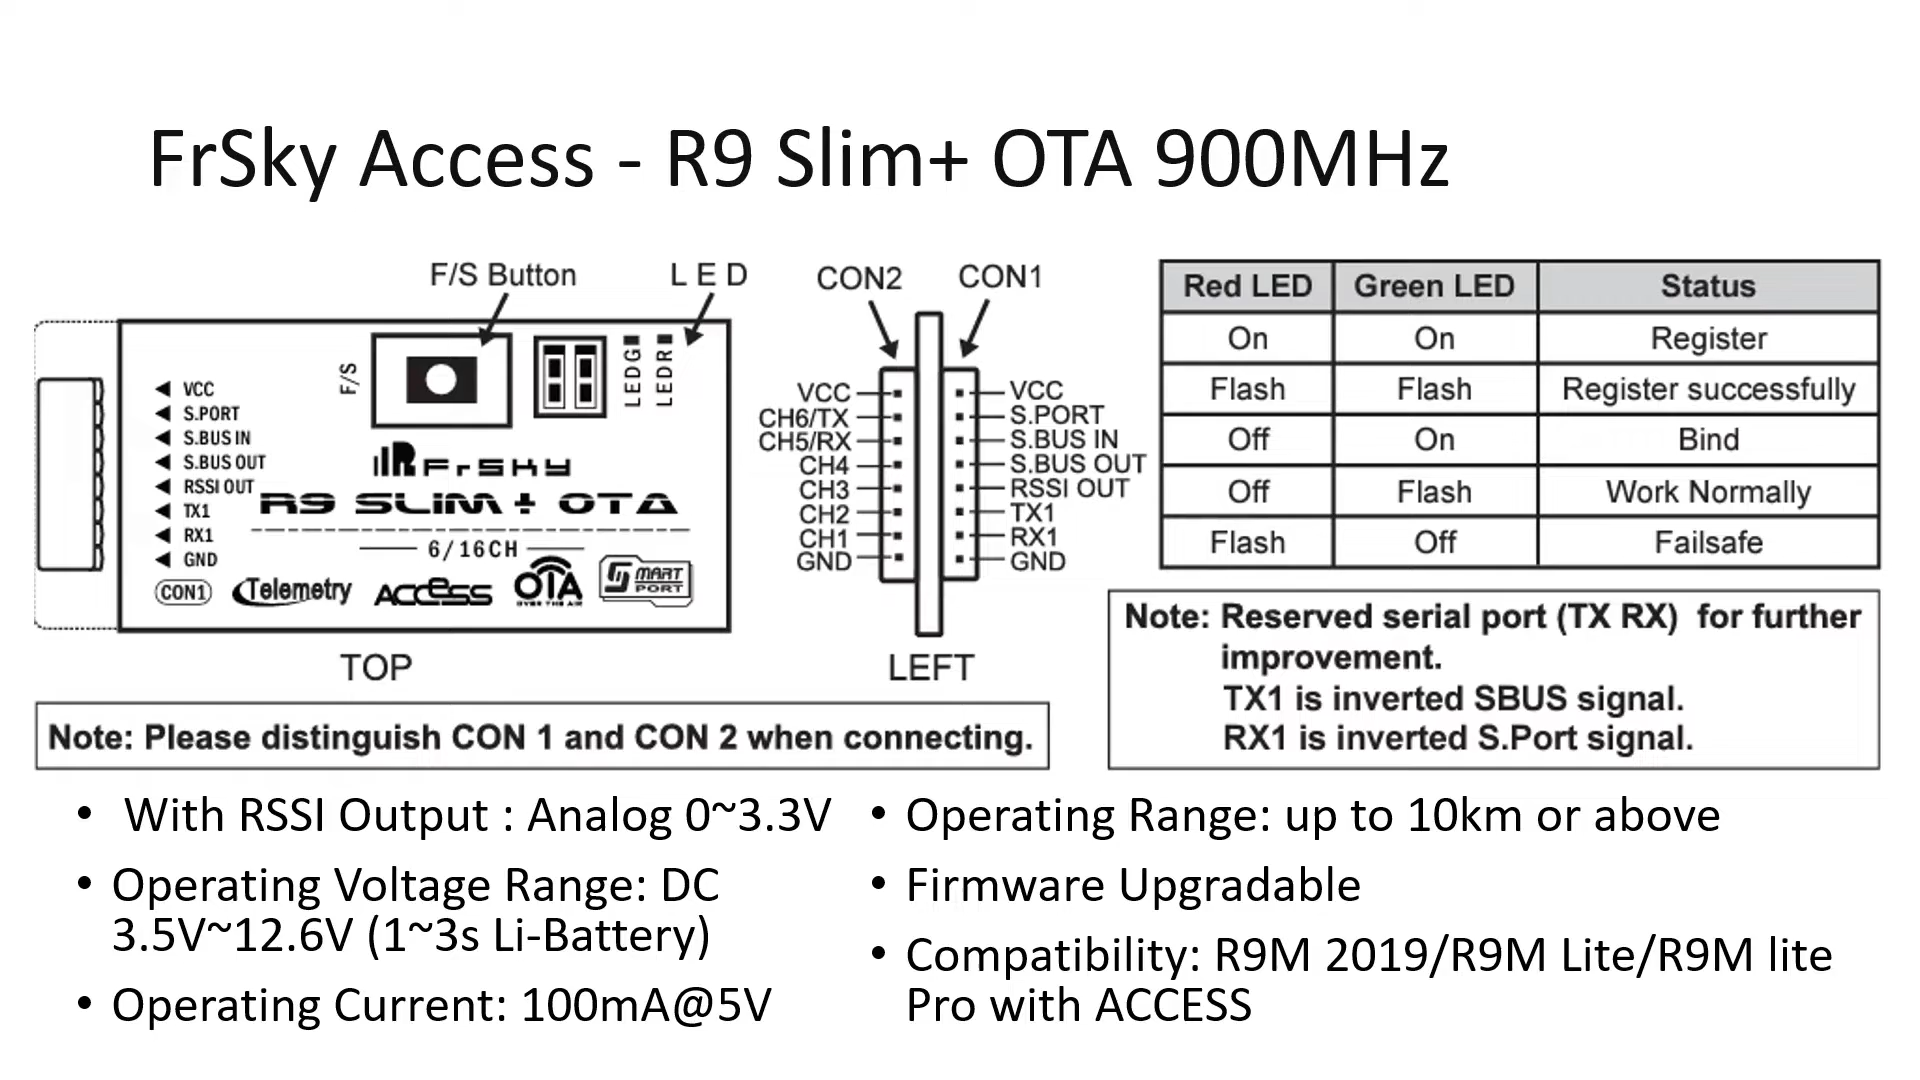 FrSky Access - R9 Slim+ OTA 900MHz
F/S Button
L E D
F/S
LEDG
LEDR
VCC
S.PORT
S.BUS IN
S.BUS OUT
RSSI OUT
TX1
RX1
GND
CON1
FrSKY
R9 SLIM+ OTA
6/16CH
Telemetry
ACCESS
OTA
OVER THE AIR
SMART
PORT
TOP
CON2
CON1
VCC
CH6/TX
CH5/RX
CH4
CH3
CH2
CH1
GND
VCC
S.PORT
S.BUS IN
S.BUS OUT
RSSI OUT
TX1
RX1
GND
LEFT
Red LED Green LED Status
On On Register
Flash Flash Register successfully
Off On Bind
Off Flash Work Normally
Flash Off Failsafe
Note: Please distinguish CON 1 and CON 2 when connecting.
Note: Reserved serial port (TX RX) for further
improvement.
TX1 is inverted SBUS signal.
RX1 is inverted S.Port signal.
• With RSSI Output : Analog 0~3.3V
• Operating Voltage Range: DC
3.5V~12.6V (1~3s Li-Battery)
• Operating Current: 100mA@5V
• Operating Range: up to 10km or above
• Firmware Upgradable
• Compatibility: R9M 2019/R9M Lite/R9M lite
Pro with ACCESS